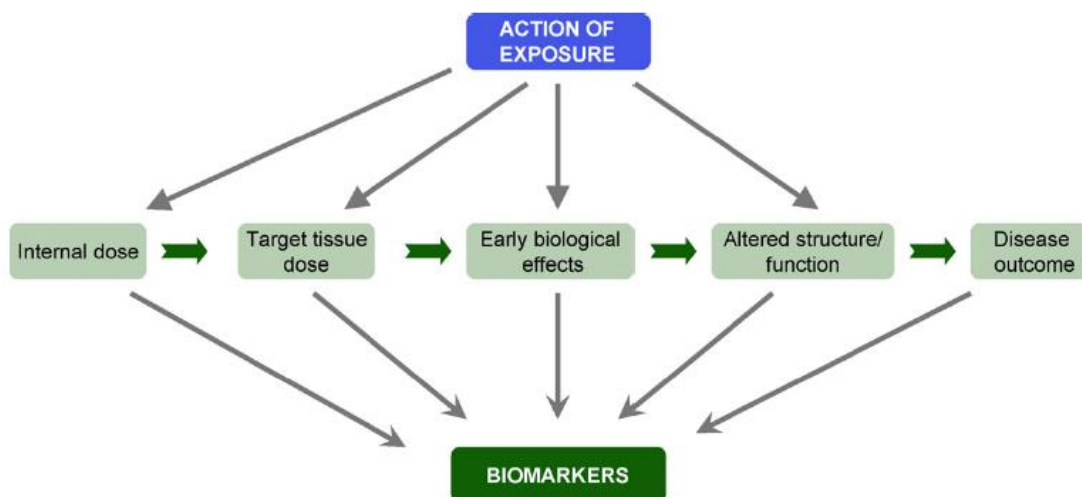 ACTION OF
EXPOSURE
Internal dose
Target tissue
dose
Early biological
effects
Altered structure/
function
Disease
outcome
BIOMARKERS